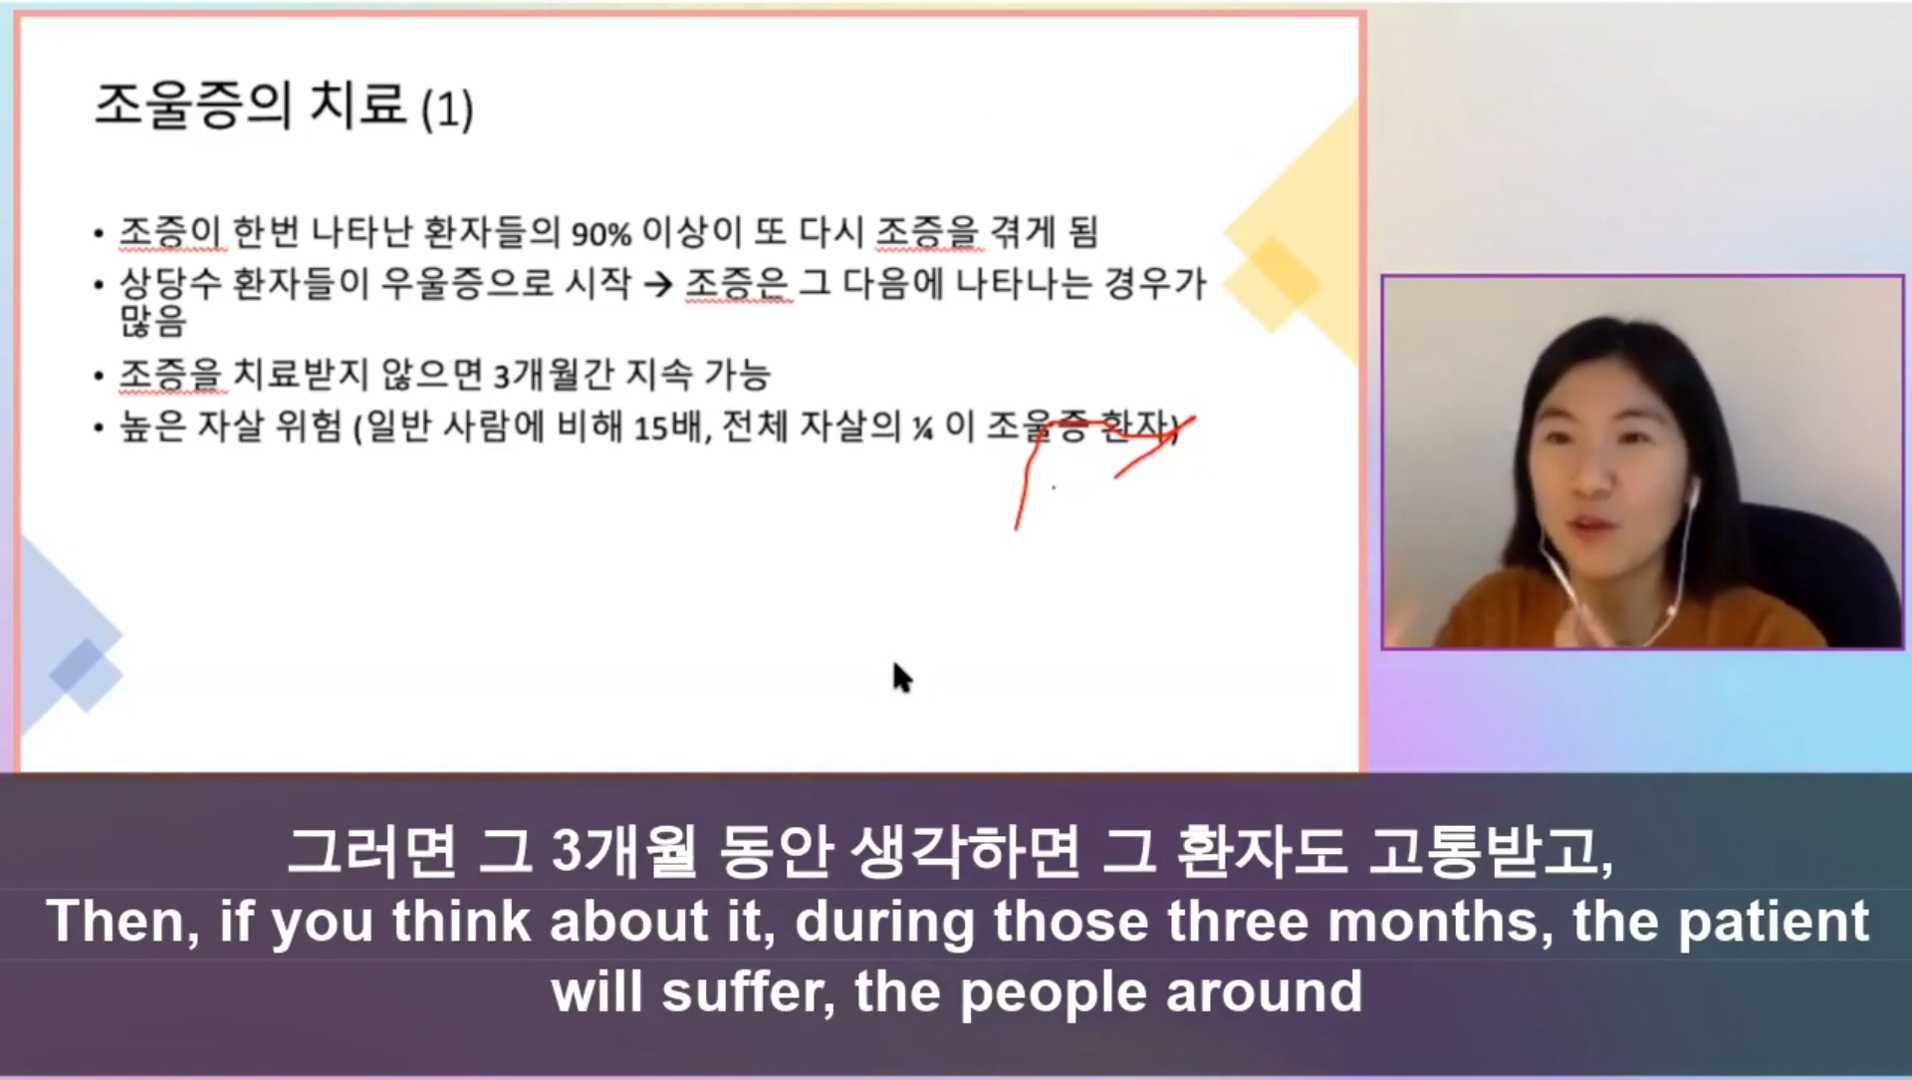 조울증의 치료 (1)
• 조증이 한번 나타난 환자들의 90% 이상이 또 다시 조증을 겪게 됨
• 상당수 환자들이 우울증으로 시작 → 조증은 그 다음에 나타나는 경우가
많음
• 조증을 치료받지 않으면 3개월간 지속 가능
• 높은 자살 위험 (일반 사람에 비해 15배, 전체 자살의 ¼ 이 조울증 환자)
그러면 그 3개월 동안 생각하면 그 환자도 고통받고,
Then, if you think about it, during those three months, the patient
will suffer, the people around